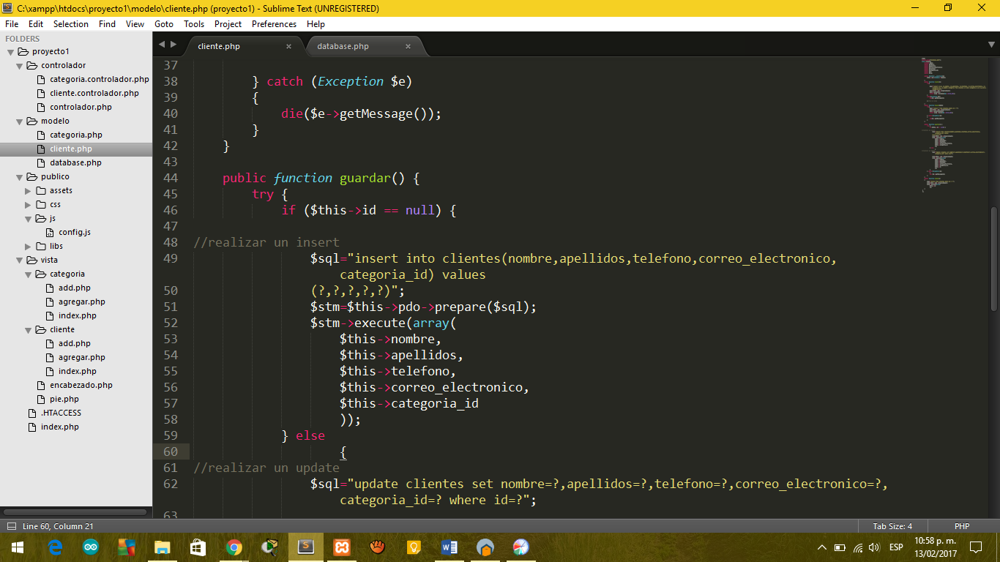 C:\xampp\htdocs\proyecto1\modelo\cliente.php (proyecto1) - Sublime Text (UNREGISTERED)
File Edit Selection Find View Goto Tools Project Preferences Help
FOLDERS
proyecto1
controlador
categoria.controlador.php
cliente.controlador.php
controlador.php
modelo
categoria.php
cliente.php
database.php
publico
assets
css
js
config.js
libs
vista
categoria
add.php
agregar.php
index.php
cliente
add.php
agregar.php
index.php
encabezado.php
pie.php
.HTACCESS
index.php
cliente.php × database.php ×
37
38 } catch (Exception $e)
39 {
40 die($e->getMessage());
41 }
42 }
43
44 public function guardar() {
45 try {
46 if ($this->id == null) {
47
48 //realizar un insert
49 $sql="insert into clientes(nombre,apellidos,telefono,correo_electronico,
categoria_id) values
50 (?,?,?,?,?)";
51 $stm=$this->pdo->prepare($sql);
52 $stm->execute(array(
53 $this->nombre,
54 $this->apellidos,
55 $this->telefono,
56 $this->correo_electronico,
57 $this->categoria_id
58 ));
59 } else
60 {
61 //realizar un update
62 $sql="update clientes set nombre=?,apellidos=?,telefono=?,correo_electronico=?,
categoria_id=? where id=?";
63
Line 60, Column 21 Tab Size: 4 PHP
ESP
10:58 p. m.
13/02/2017